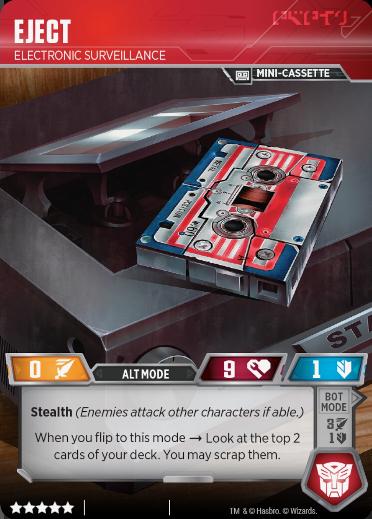 EJECT
ELECTRONIC SURVEILLANCE
MINI-CASSETTE
STA
0
ALT MODE
9
1
Stealth (Enemies attack other characters if able.)
When you flip to this mode → Look at the top 2
cards of your deck. You may scrap them.
BOT
MODE
3
1
★★★★★
TM & © Hasbro. © Wizards.